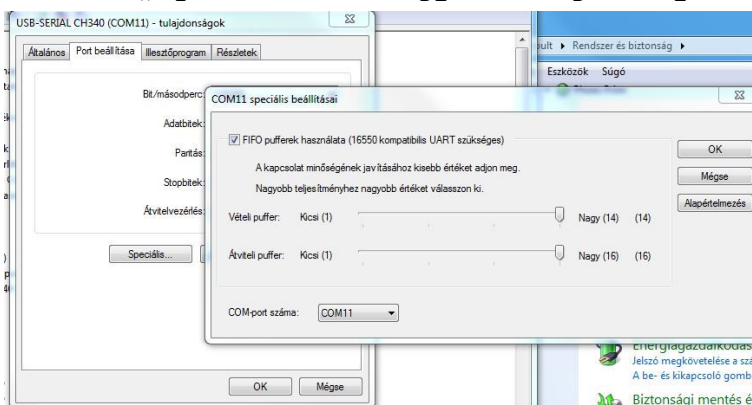 USB-SERIAL CH340 (COM11) - tulajdonságok
Általános Port beállítása Illesztőprogram Részletek
Bit/másodperc:
Adatbitek:
Paritás:
Stopbitek:
Átvitelvezérlés:
Speciális...
OK Mégse
COM11 speciális beállításai
FIFO pufferek használata (16550 kompatibilis UART szükséges)
A kapcsolat minőségének javításához kisebb értéket adjon meg.
Nagyobb teljesítményhez nagyobb értéket válasszon ki.
Vételi puffer: Kicsi (1) Nagy (14) (14)
Átviteli puffer: Kicsi (1) Nagy (16) (16)
COM-port száma: COM11
OK
Mégse
Alapértelmezés
Rendszer és biztonság
Eszközök Súgó
Energiagazdálkodás
Jelszó megkövetelése a
A be- és kikapcsoló gomb
Biztonsági mentés é